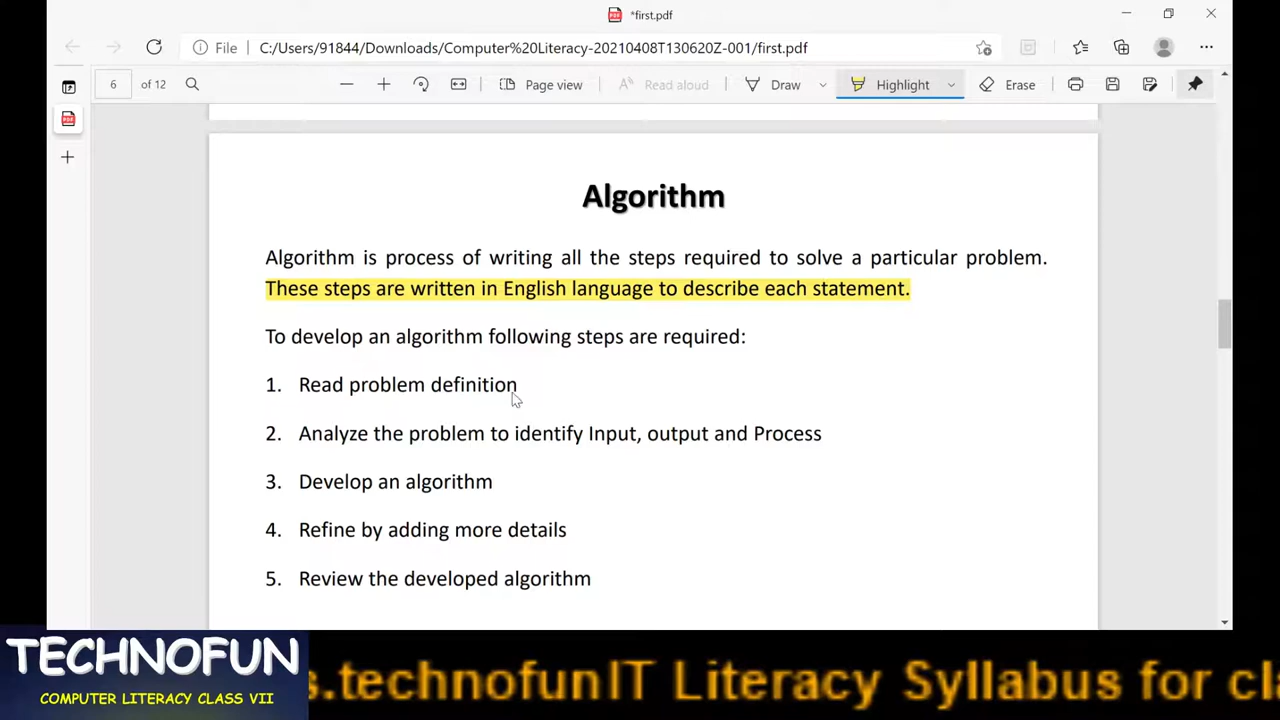 *first.pdf
File C:/Users/91844/Downloads/Computer%20Literacy-20210408T130620Z-001/first.pdf
6 of 12 Page view Read aloud Draw Highlight Erase
Algorithm
Algorithm is process of writing all the steps required to solve a particular problem.
These steps are written in English language to describe each statement.
To develop an algorithm following steps are required:
1. Read problem definition
2. Analyze the problem to identify Input, output and Process
3. Develop an algorithm
4. Refine by adding more details
5. Review the developed algorithm
TECHNOFUN
COMPUTER LITERACY CLASS VII
s.technofunIT Literacy Syllabus for cla